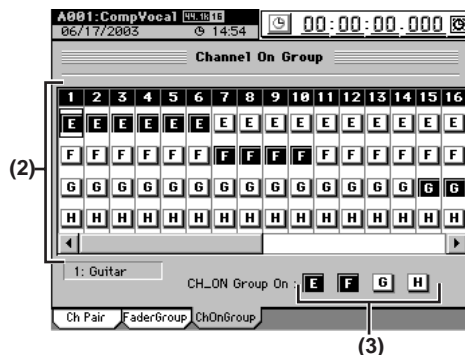 A001:CompVocal 44.1k16
06/17/2003 14:54 00:00:00.000
Channel On Group
1 2 3 4 5 6 7 8 9 10 11 12 13 14 15 16
E E E E E E E E E E E E E E E E
F F F F F F F F F F F F F F F F
(2)
G G G G G G G G G G G G G G G G
H H H H H H H H H H H H H H H H
1: Guitar
CH_ON Group On : E F G H
Ch Pair FaderGroup ChOnGroup
(3)